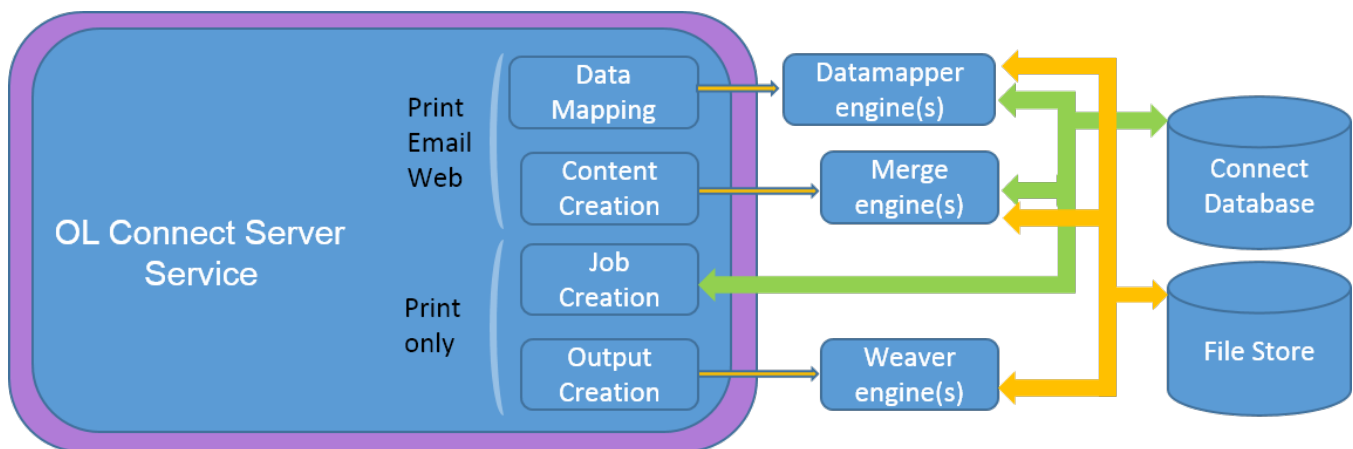 OL Connect Server
Service
Print
Email
Web
Print
only
Data
Mapping
Content
Creation
Job
Creation
Output
Creation
Datamapper
engine(s)
Merge
engine(s)
Weaver
engine(s)
Connect
Database
File Store